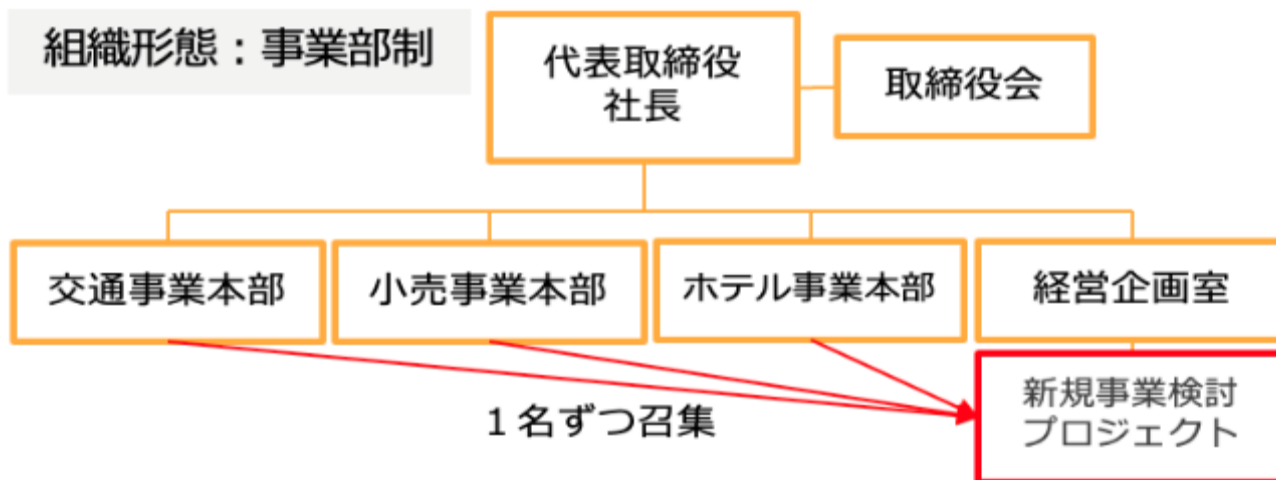 組織形態：事業部制
代表取締役
社長
取締役会
交通事業本部
小売事業本部
ホテル事業本部
経営企画室
新規事業検討
プロジェクト
１名ずつ召集